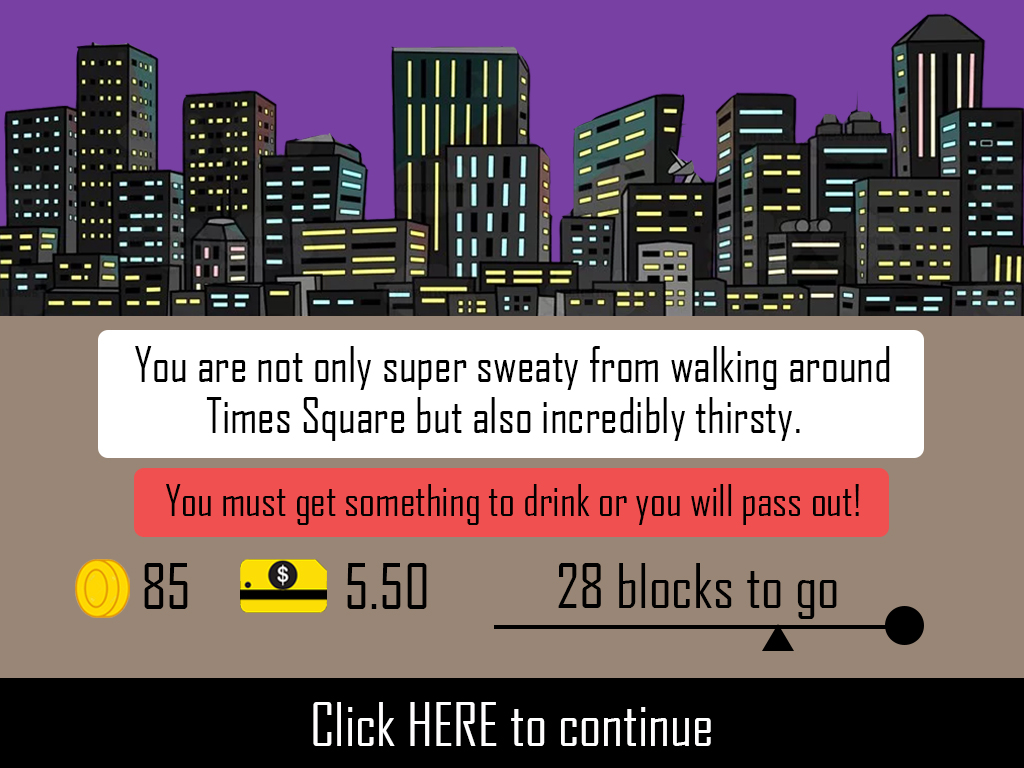 You are not only super sweaty from walking around
Times Square but also incredibly thirsty.
You must get something to drink or you will pass out!
85 $ 5.50 28 blocks to go
Click HERE to continue